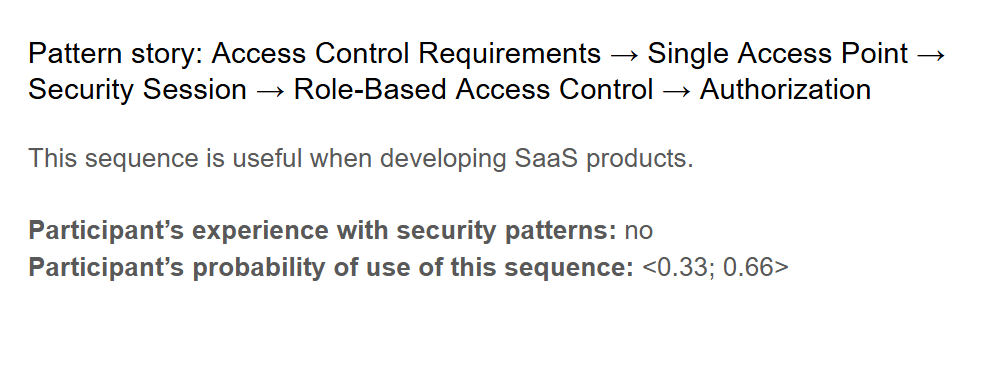 Pattern story: Access Control Requirements → Single Access Point →
Security Session → Role-Based Access Control → Authorization
This sequence is useful when developing SaaS products.
Participant’s experience with security patterns: no
Participant’s probability of use of this sequence: <0.33; 0.66>